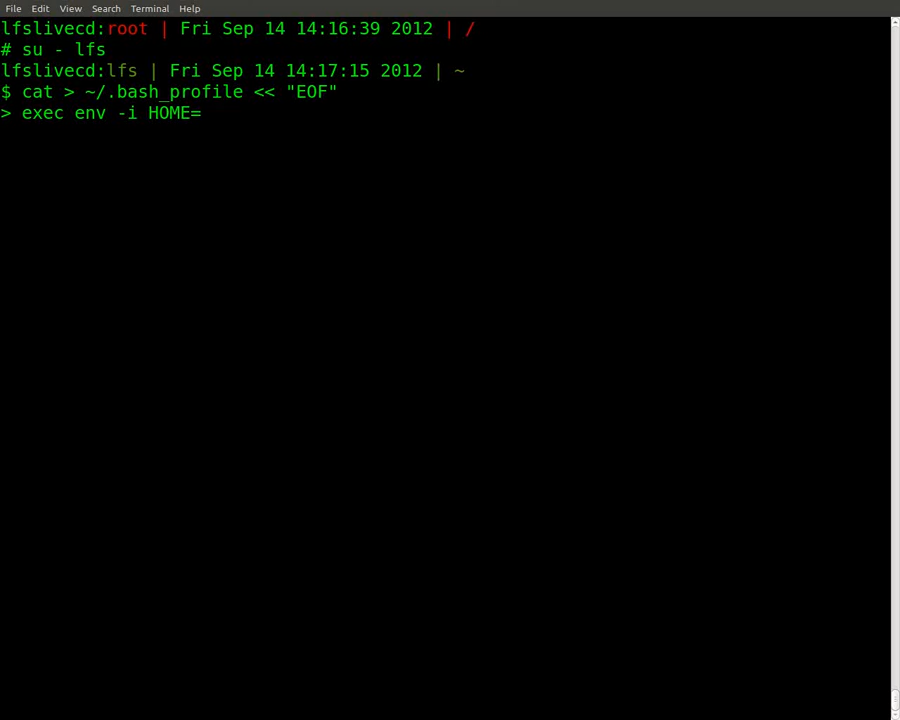 File Edit View Search Terminal Help
lfslivecd:root | Fri Sep 14 14:16:39 2012 | /
# su - lfs
lfslivecd:lfs | Fri Sep 14 14:17:15 2012 | ~
$ cat > ~/.bash_profile << "EOF"
> exec env -i HOME=